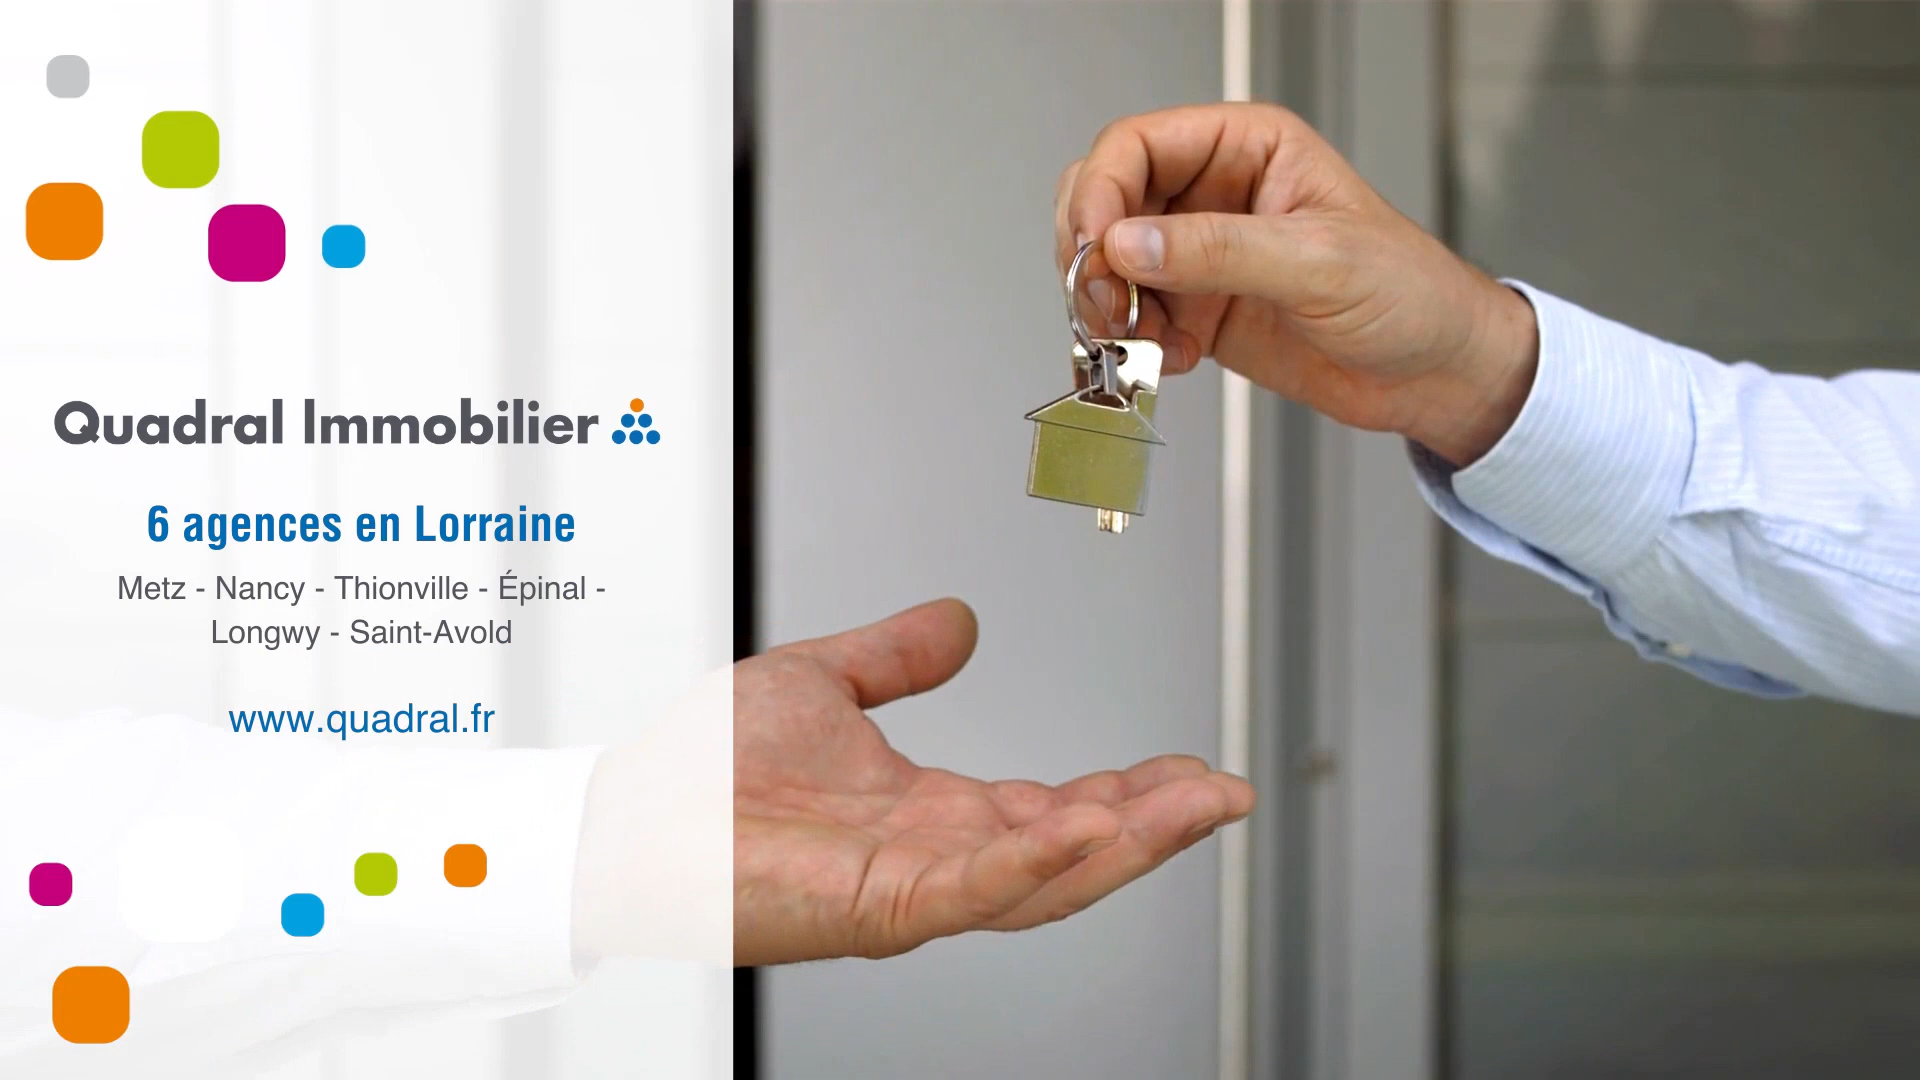 Quadral Immobilier
6 agences en Lorraine
Metz - Nancy - Thionville - Épinal -
Longwy - Saint-Avold
www.quadral.fr